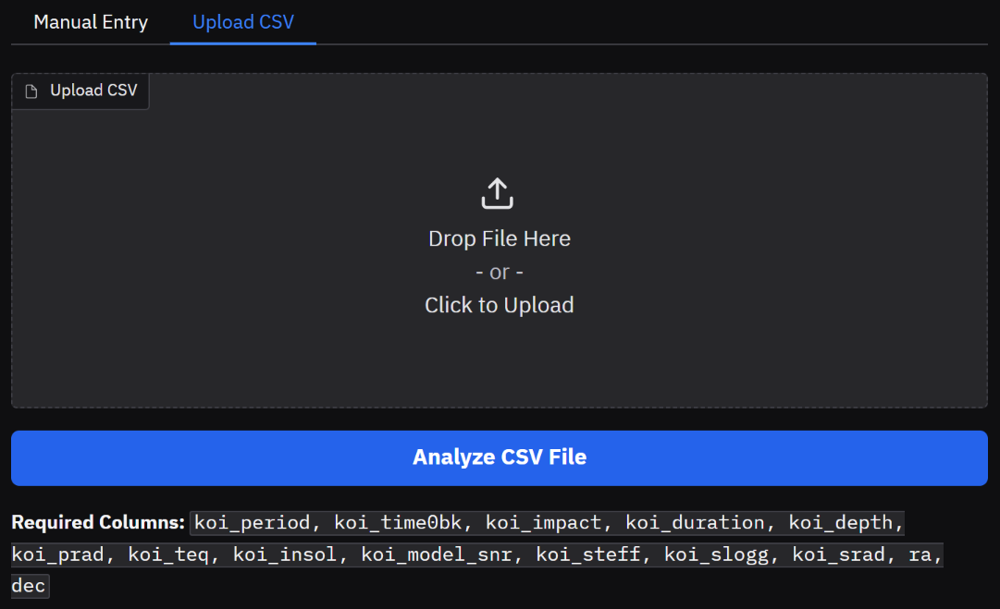 Manual Entry Upload CSV
Upload CSV
Drop File Here
- or -
Click to Upload
Analyze CSV File
Required Columns: koi_period, koi_time0bk, koi_impact, koi_duration, koi_depth,
koi_prad, koi_teq, koi_insol, koi_model_snr, koi_steff, koi_slogg, koi_srad, ra,
dec